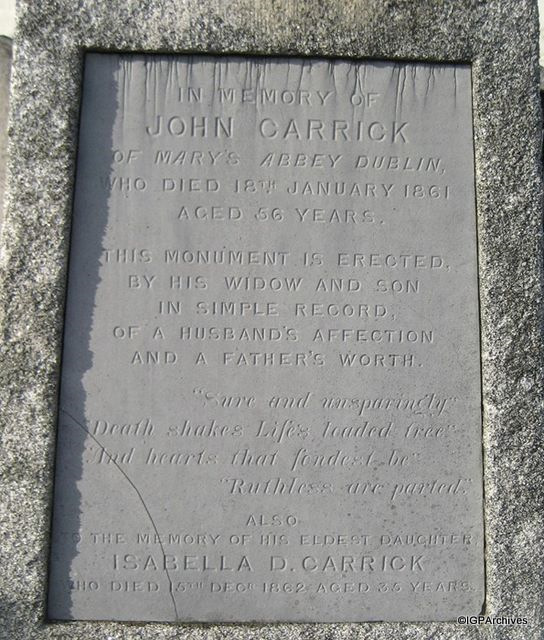 IN MEMORY OF
JOHN CARRICK
OF MARY'S ABBEY DUBLIN,
WHO DIED 18TH JANUARY 1861
AGED 56 YEARS.
THIS MONUMENT IS ERECTED,
BY HIS WIDOW AND SON
IN SIMPLE RECORD,
OF A HUSBAND'S AFFECTION
AND A FATHER'S WORTH.
"Sure and unsparingly"
"Death shakes Life's loaded tree"
"And hearts that fondest be"
"Ruthless are parted."
ALSO
TO THE MEMORY OF HIS ELDEST DAUGHTER
ISABELLA D. CARRICK
WHO DIED 15TH DECR 1862 AGED 35 YEARS.
©IGPArchives